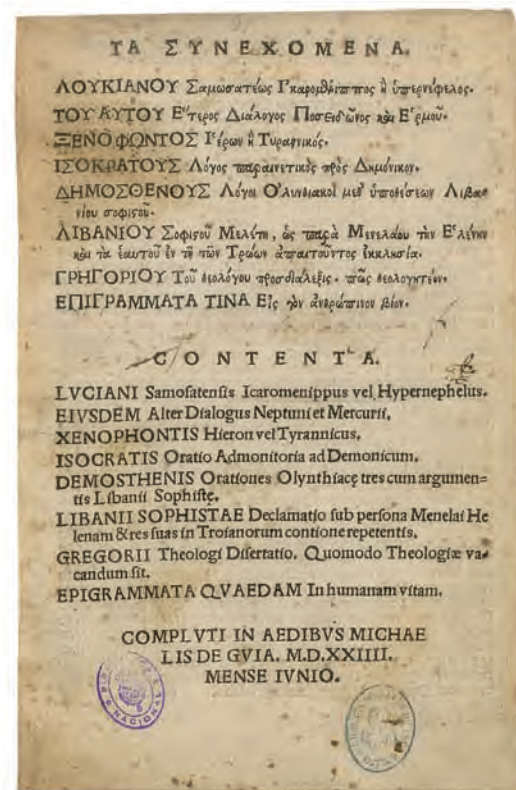 ΤΑ ΣΥΝΕΧΟΜΕΝΑ.
ΛΟΥΚΙΑΝΟΥ Σαμωσατέως Ἰκαρομένιππος ἢ ὑπερνέφελος.
ΤΟΥ ΑΥΤΟΥ Ἕτερος Διάλογος Ποσειδῶνος καὶ Ἑρμοῦ.
ΞΕΝΟΦΩΝΤΟΣ Ἱέρων ἢ Τυραννικός.
ΙΣΟΚΡΑΤΟΥΣ Λόγος παραινετικὸς πρὸς Δημόνικον.
ΔΗΜΟΣΘΕΝΟΥΣ Λόγοι Ὀλυνθιακοὶ μεθ' ὑποθέσεων Λιβα-
νίου σοφιστοῦ.
ΛΙΒΑΝΙΟΥ Σοφιστοῦ Μελέτη, ὡς παρὰ Μενελάου τὴν Ἑλένην
καὶ τὰ ἑαυτοῦ ἐν τῇ τῶν Τρώων ἀπαιτοῦντος ἐκκλησία.
ΓΡΗΓΟΡΙΟΥ Τοῦ θεολόγου προσδιάλεξις. πῶς θεολογητέον.
ΕΠΙΓΡΑΜΜΑΤΑ ΤΙΝΑ Εἰς τὸν ἀνθρώπινον βίον.
CONTENTA.
LVCIANI Samosatensis Icaromenippus vel Hypernephelus.
EIVSDEM Alter Dialogus Neptuni et Mercurii.
XENOPHONTIS Hieron vel Tyrannicus.
ISOCRATIS Oratio Admonitoria ad Demonicum.
DEMOSTHENIS Orationes Olynthiacę tres cum argumen=
tis Libanii Sophistę.
LIBANII SOPHISTAE Declamatio sub persona Menelai He
lenam & res suas in Troianorum contione repetentis.
GREGORII Theologi Disertatio. Quomodo Theologiæ va=
candum sit.
EPIGRAMMATA QVAEDAM In humanam vitam.
COMPLVTI IN AEDIBVS MICHAE
LIS DE GVIA. M.D.XXIIII.
MENSE IVNIO.